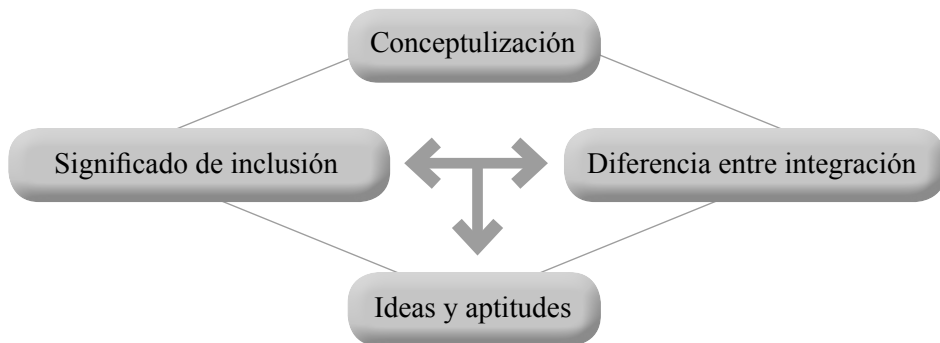 Conceptulización
Significado de inclusión
Diferencia entre integración
Ideas y aptitudes